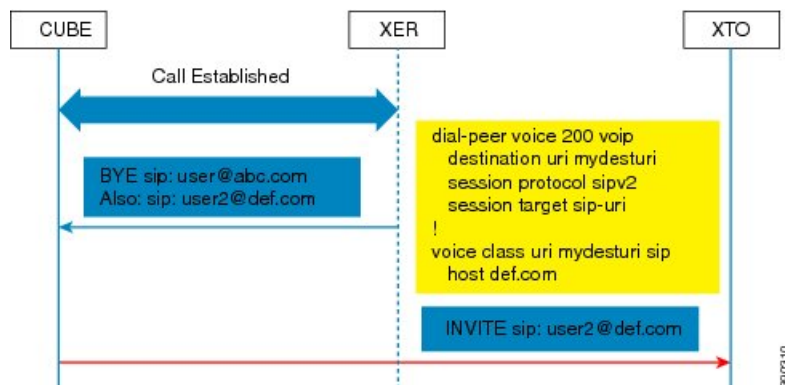 CUBE
XER
XTO
Call Established
BYE sip: user@abc.com
Also: sip: user2@def.com
dial-peer voice 200 voip
destination uri mydesturi
session protocol sipv2
session target sip-uri
!
voice class uri mydesturi sip
host def.com
INVITE sip: user2@def.com